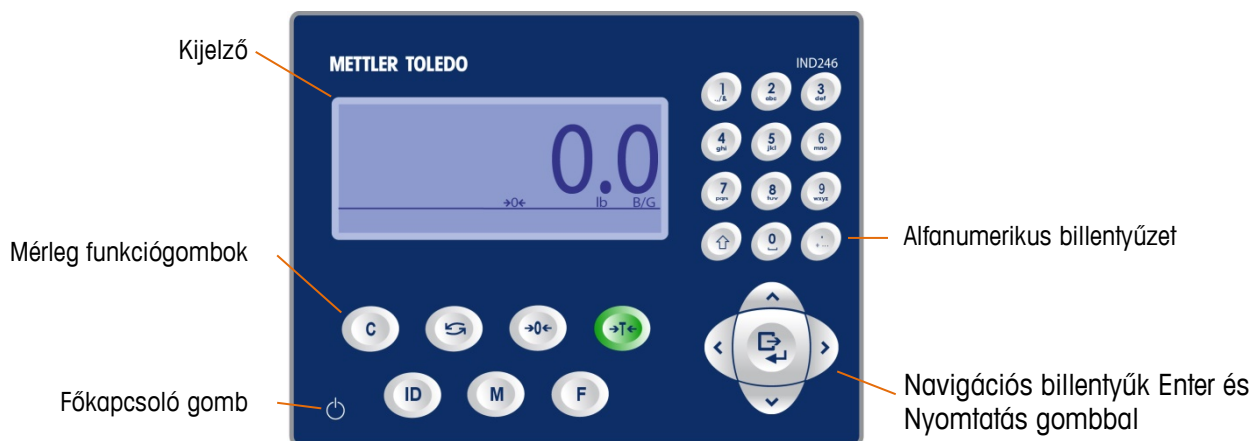 Kijelző
METTLER TOLEDO
IND246
0.0
→0← lb B/G
1 ../&
2 abc
3 def
4 ghi
5 jkl
6 mno
7 pqrs
8 tuv
9 wxyz
0
Alfanumerikus billentyűzet
Mérleg funkciógombok
C →0← →T←
ID M F
Főkapcsoló gomb
Navigációs billentyűk Enter és
Nyomtatás gombbal